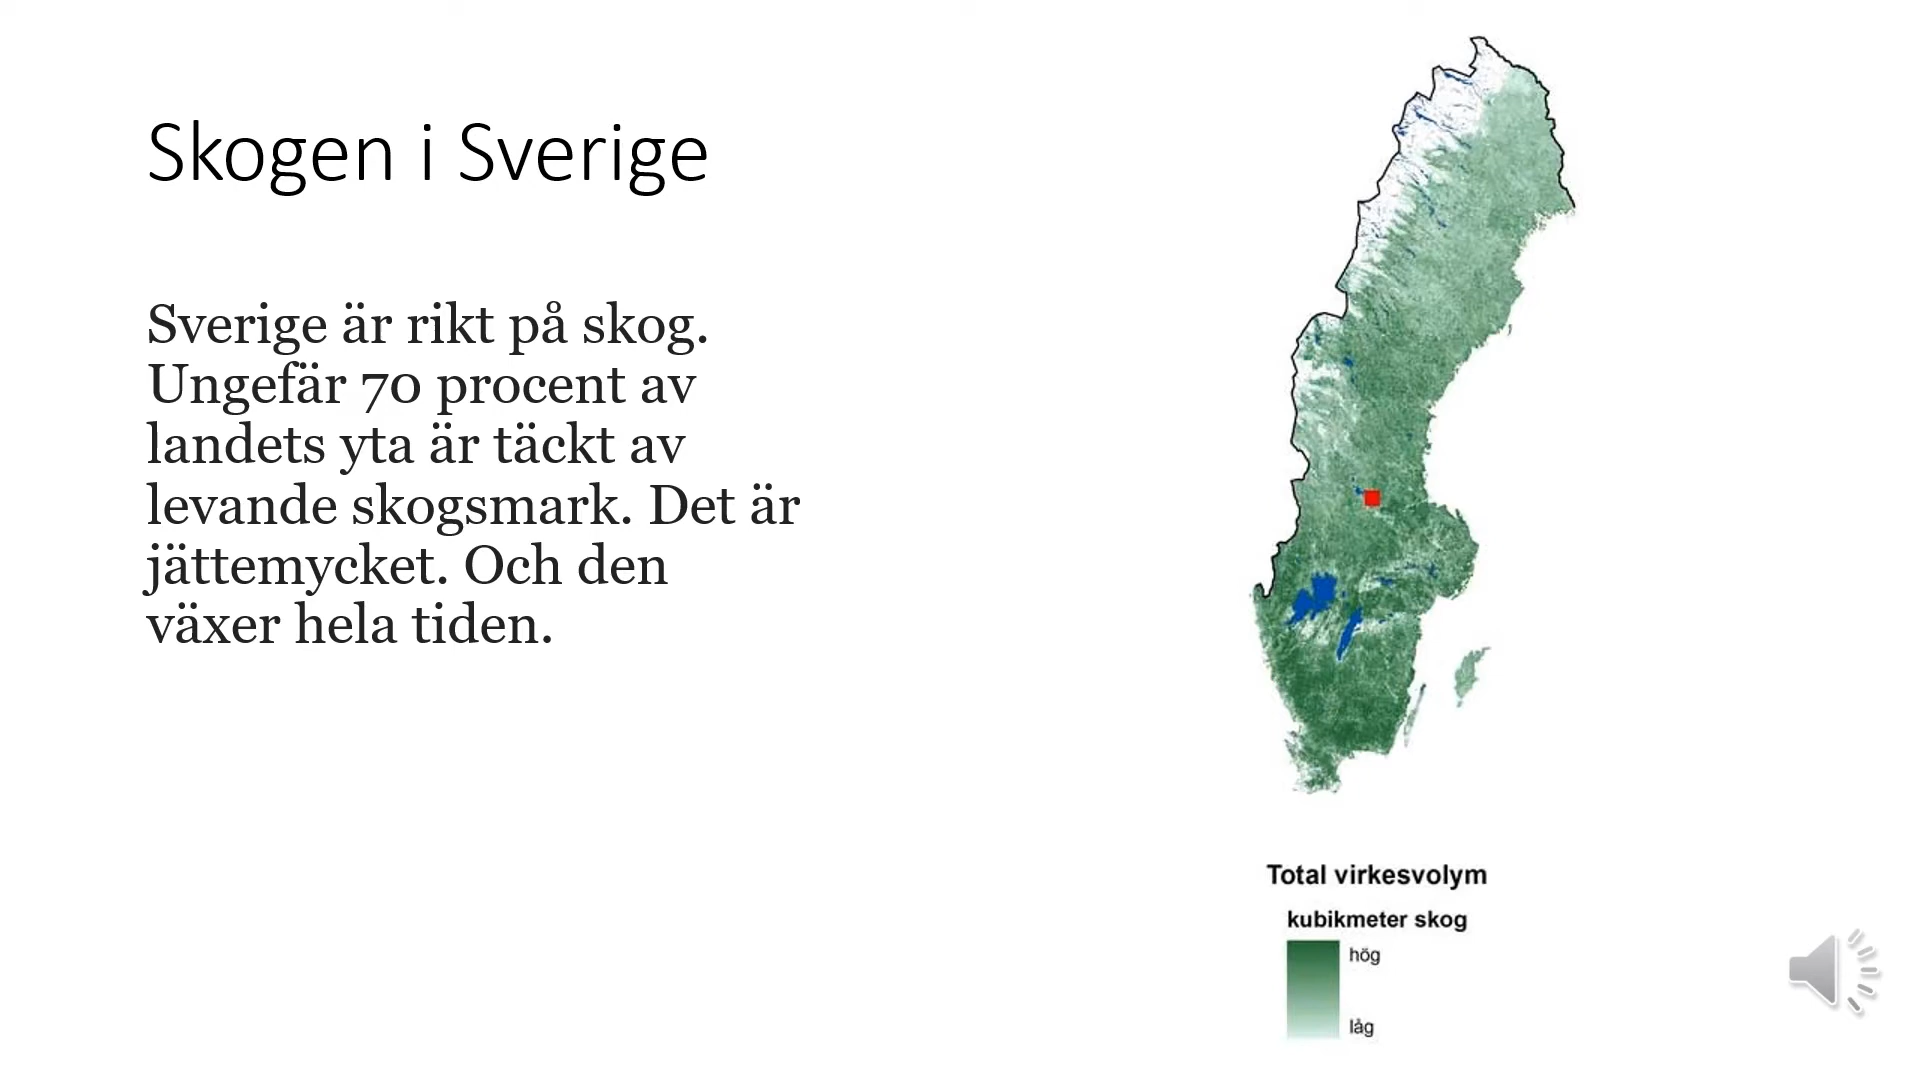 Skogen i Sverige
Sverige är rikt på skog.
Ungefär 70 procent av
landets yta är täckt av
levande skogsmark. Det är
jättemycket. Och den
växer hela tiden.
Total virkesvolym
kubikmeter skog
hög
låg